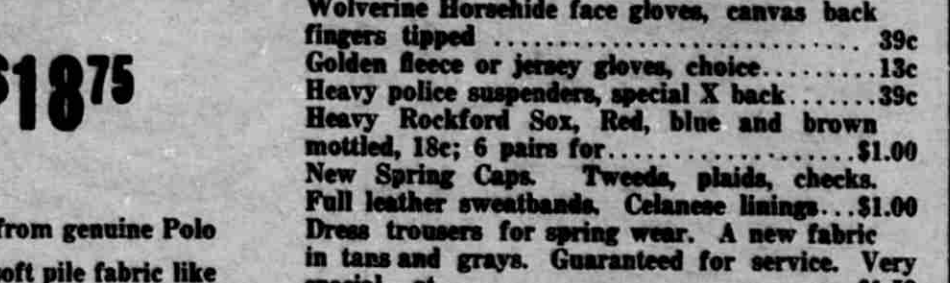 $18 75
from genuine Polo
soft pile fabric like
Wolverine Horsehide face gloves, canvas back
fingers tipped .............................. 39c
Golden fleece or jersey gloves, choice..........13c
Heavy police suspenders, special X back.......39c
Heavy Rockford Sox, Red, blue and brown
mottled, 18c; 6 pairs for....................$1.00
New Spring Caps. Tweeds, plaids, checks.
Full leather sweatbands. Celanese linings...$1.00
Dress trousers for spring wear. A new fabric
in tans and grays. Guaranteed for service. Very
special at